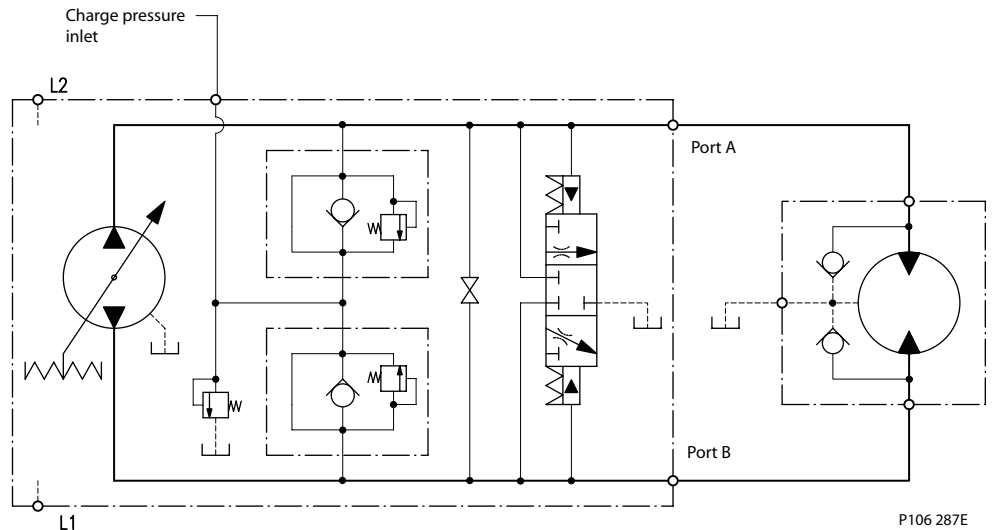 Charge pressure
inlet
L2
Port A
Port B
L1
P106 287E